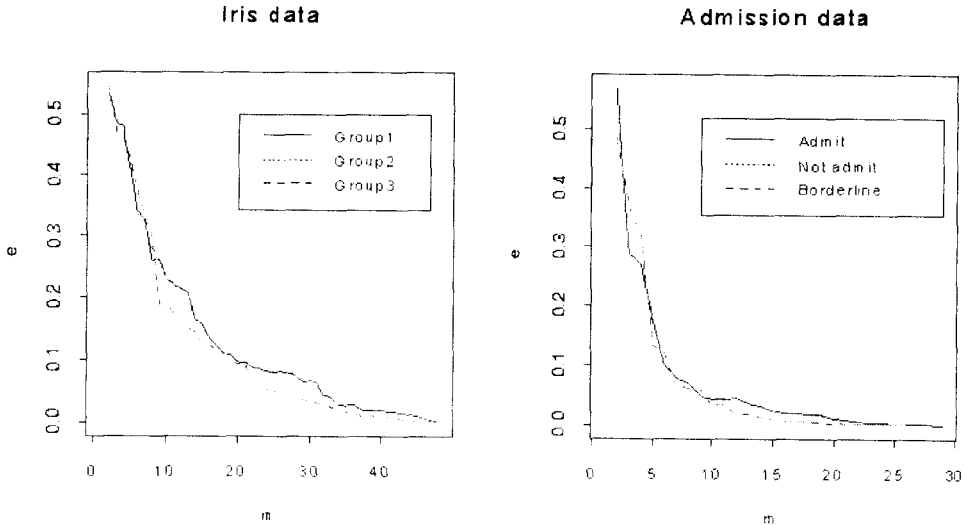 Iris data
e
0.5
0.4
0.3
0.2
0.1
0.0
Group1
Group2
Group3
0 10 20 30 40
m
Admission data
e
0.5
0.4
0.3
0.2
0.1
0.0
Admit
Not admit
Borderline
0 5 10 15 20 25 30
m